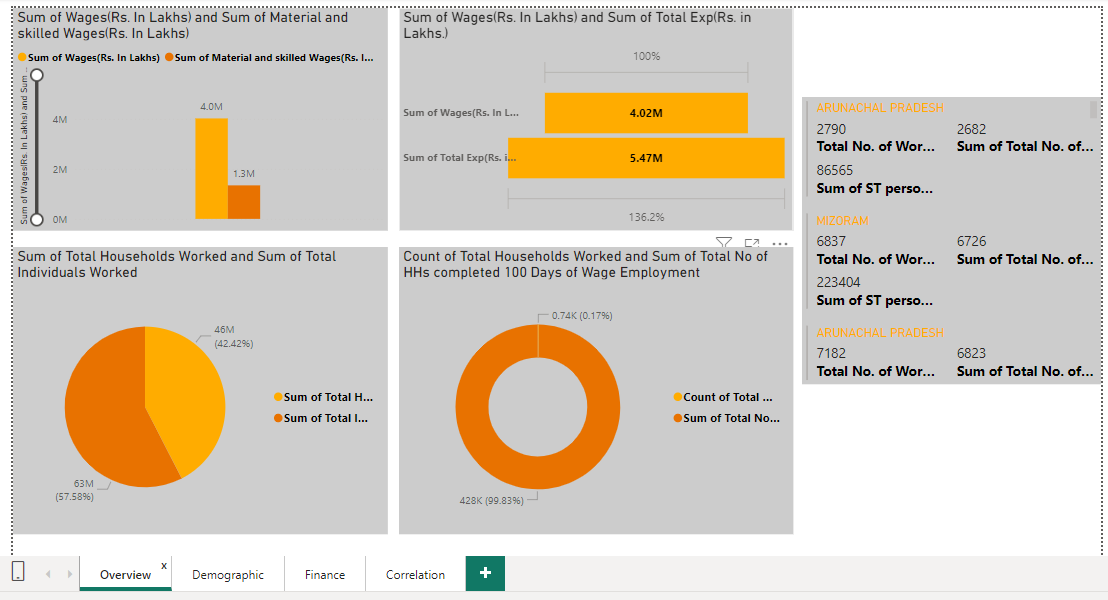 Sum of Wages(Rs. In Lakhs) and Sum of Material and
skilled Wages(Rs. In Lakhs)
Sum of Wages(Rs. In Lakhs) Sum of Material and skilled Wages(Rs. I...
Sum of Wages(Rs. In Lakhs) and Sum ...
4M
2M
0M
4.0M
1.3M
Sum of Wages(Rs. In Lakhs) and Sum of Total Exp(Rs. in
Lakhs.)
100%
Sum of Wages(Rs. In L...
4.02M
Sum of Total Exp(Rs. i...
5.47M
136.2%
ARUNACHAL PRADESH
2790 2682
Total No. of Wor... Sum of Total No. of...
86565
Sum of ST perso...
MIZORAM
6837 6726
Total No. of Wor... Sum of Total No. of...
223404
Sum of ST perso...
ARUNACHAL PRADESH
7182 6823
Total No. of Wor... Sum of Total No. of...
Sum of Total Households Worked and Sum of Total
Individuals Worked
46M
(42.42%)
63M
(57.58%)
Sum of Total H...
Sum of Total I...
Count of Total Households Worked and Sum of Total No of
HHs completed 100 Days of Wage Employment
0.74K (0.17%)
428K (99.83%)
Count of Total ...
Sum of Total No...
Overview x
Demographic
Finance
Correlation
+